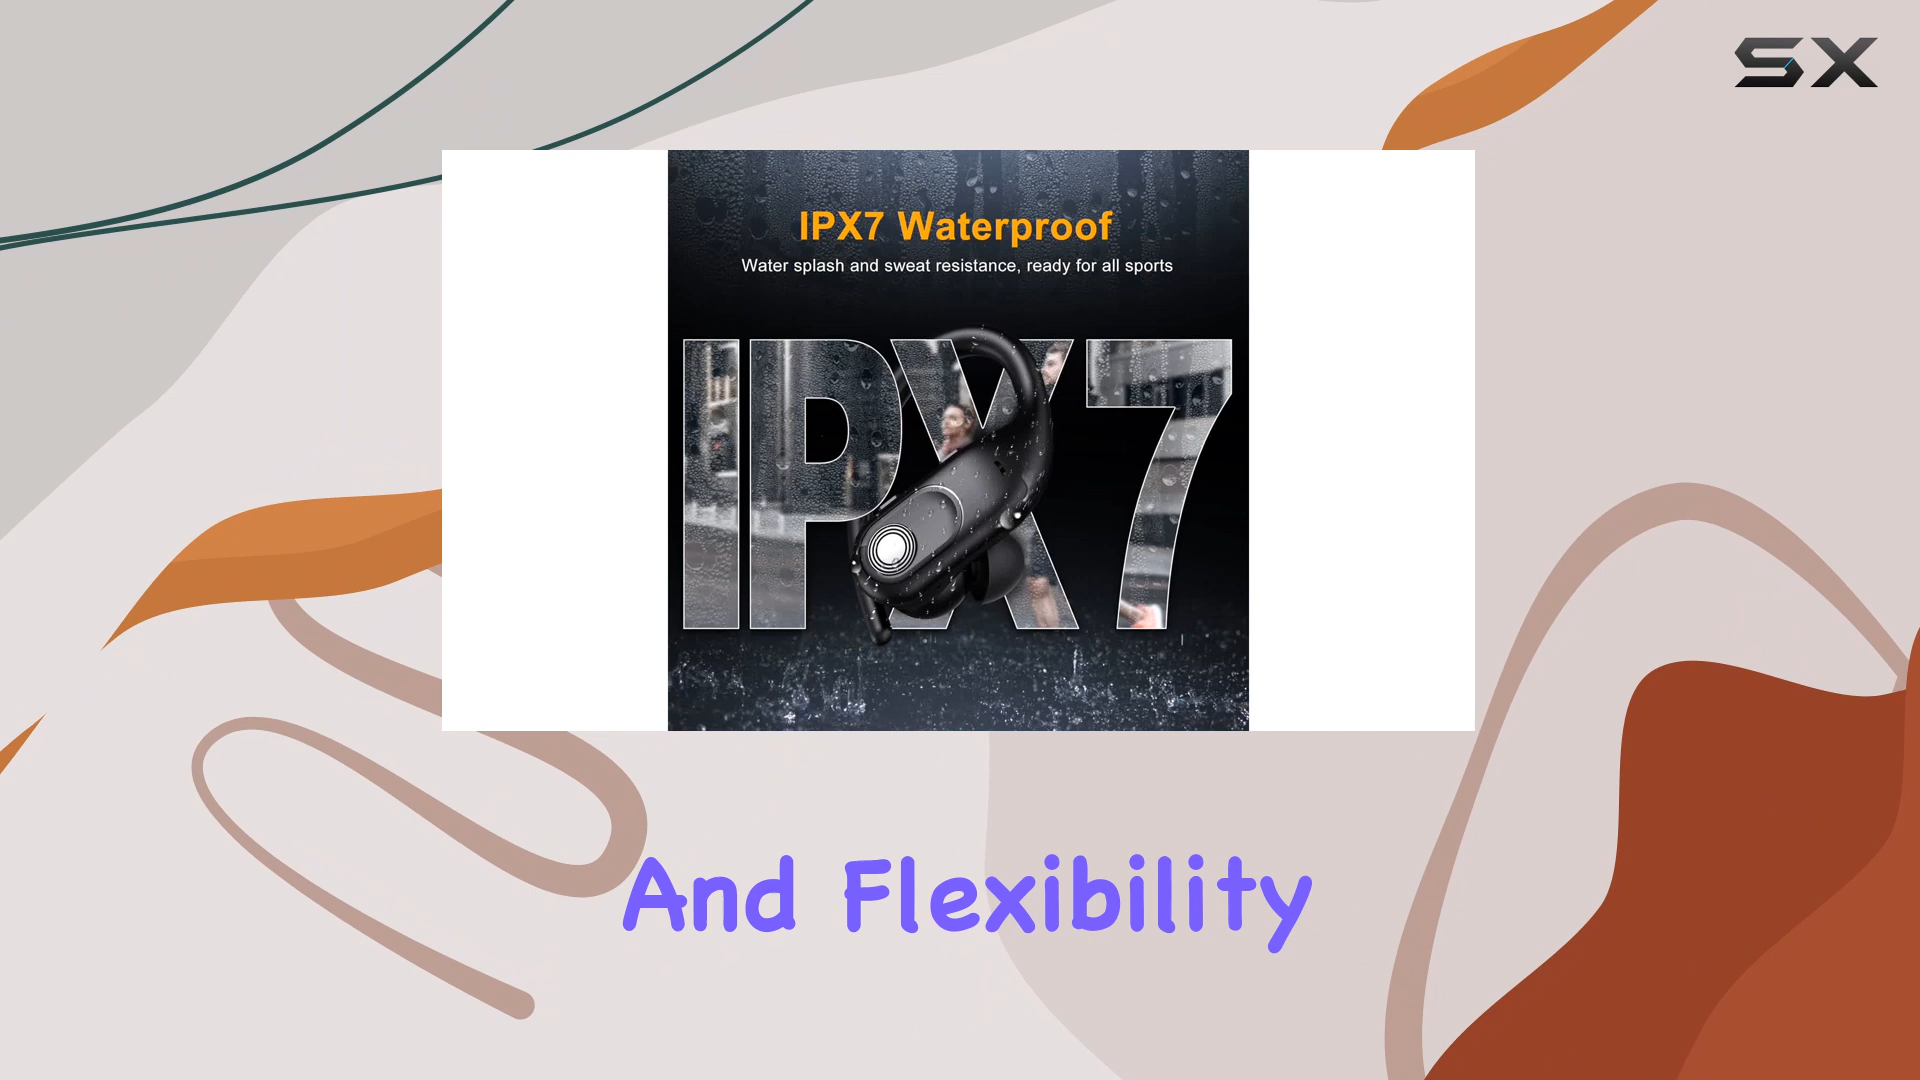 SX
IPX7 Waterproof
Water splash and sweat resistance, ready for all sports
IPX7
And Flexibility